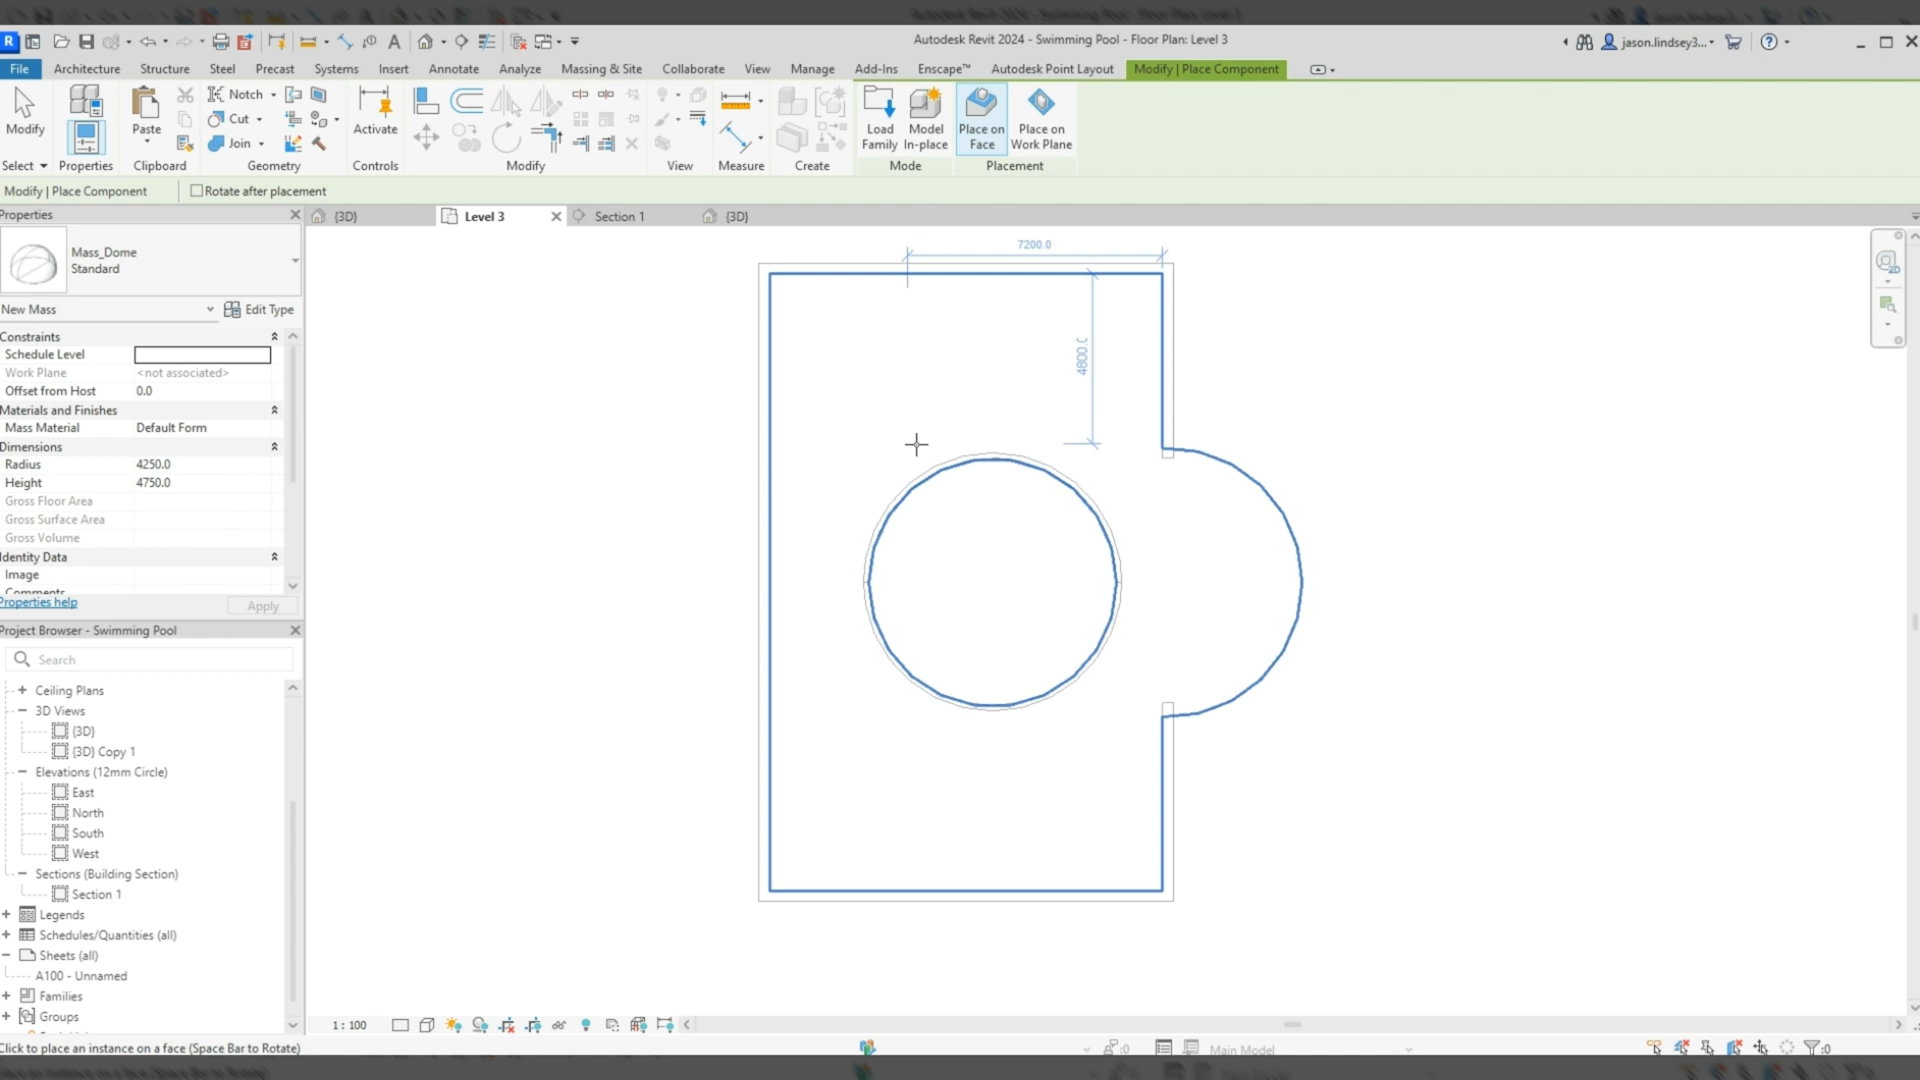 Autodesk Revit 2024 - Swimming Pool - Floor Plan: Level 3
jason.lindsey3...
File Architecture Structure Steel Precast Systems Insert Annotate Analyze Massing & Site Collaborate View Manage Add-Ins Enscape™ Autodesk Point Layout Modify | Place Component
Modify
Paste
Notch
Cut
Join
Activate
Load Family
Model In-place
Place on Face
Place on Work Plane
Select Properties Clipboard Geometry Controls Modify View Measure Create Mode Placement
Modify | Place Component
Rotate after placement
Properties
{3D}
Level 3
Section 1
{3D}
Mass_Dome
Standard
New Mass
Edit Type
Constraints
Schedule Level
Work Plane <not associated>
Offset from Host 0.0
Materials and Finishes
Mass Material Default Form
Dimensions
Radius 4250.0
Height 4750.0
Gross Floor Area
Gross Surface Area
Gross Volume
Identity Data
Image
Comments
Properties help
Apply
7200.0
Project Browser - Swimming Pool
Search
Ceiling Plans
3D Views
{3D}
{3D} Copy 1
Elevations (12mm Circle)
East
North
South
West
Sections (Building Section)
Section 1
Legends
Schedules/Quantities (all)
Sheets (all)
A100 - Unnamed
Families
Groups
1 : 100
Click to place an instance on a face (Space Bar to Rotate)
:0
Main Model
:0